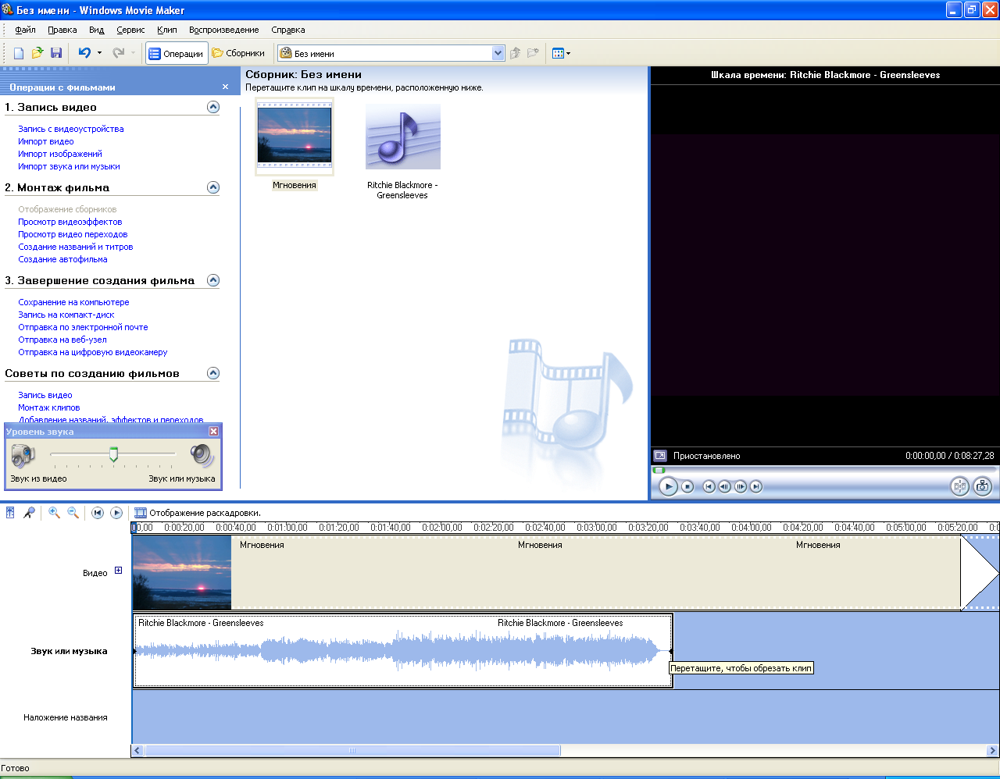 Без имени - Windows Movie Maker
Файл Правка Вид Сервис Клип Воспроизведение Справка
Операции Сборники Без имени
Операции с фильмами
1. Запись видео
Запись с видеоустройства
Импорт видео
Импорт изображений
Импорт звука или музыки
2. Монтаж фильма
Отображение сборников
Просмотр видеоэффектов
Просмотр видео переходов
Создание названий и титров
Создание автофильма
3. Завершение создания фильма
Сохранение на компьютере
Запись на компакт-диск
Отправка по электронной почте
Отправка на веб-узел
Отправка на цифровую видеокамеру
Советы по созданию фильмов
Запись видео
Монтаж клипов
Добавление названий, эффектов и переходов
Уровень звука
Звук из видео Звук или музыка
Сборник: Без имени
Перетащите клип на шкалу времени, расположенную ниже.
Мгновения
Ritchie Blackmore -
Greensleeves
Шкала времени: Ritchie Blackmore - Greensleeves
Приостановлено 0:00:00,00 / 0:08:27,28
Отображение раскадровки.
0,00 0:00:20,00 0:00:40,00 0:01:00,00 0:01:20,00 0:01:40,00 0:02:00,00 0:02:20,00 0:02:40,00 0:03:00,00 0:03:20,00 0:03:40,00 0:04:00,00 0:04:20,00 0:04:40,00 0:05:00,00 0:05:20,00
Видео
Мгновения Мгновения Мгновения
Звук или музыка
Ritchie Blackmore - Greensleeves Ritchie Blackmore - Greensleeves
Перетащите, чтобы обрезать клип
Наложение названия
Готово